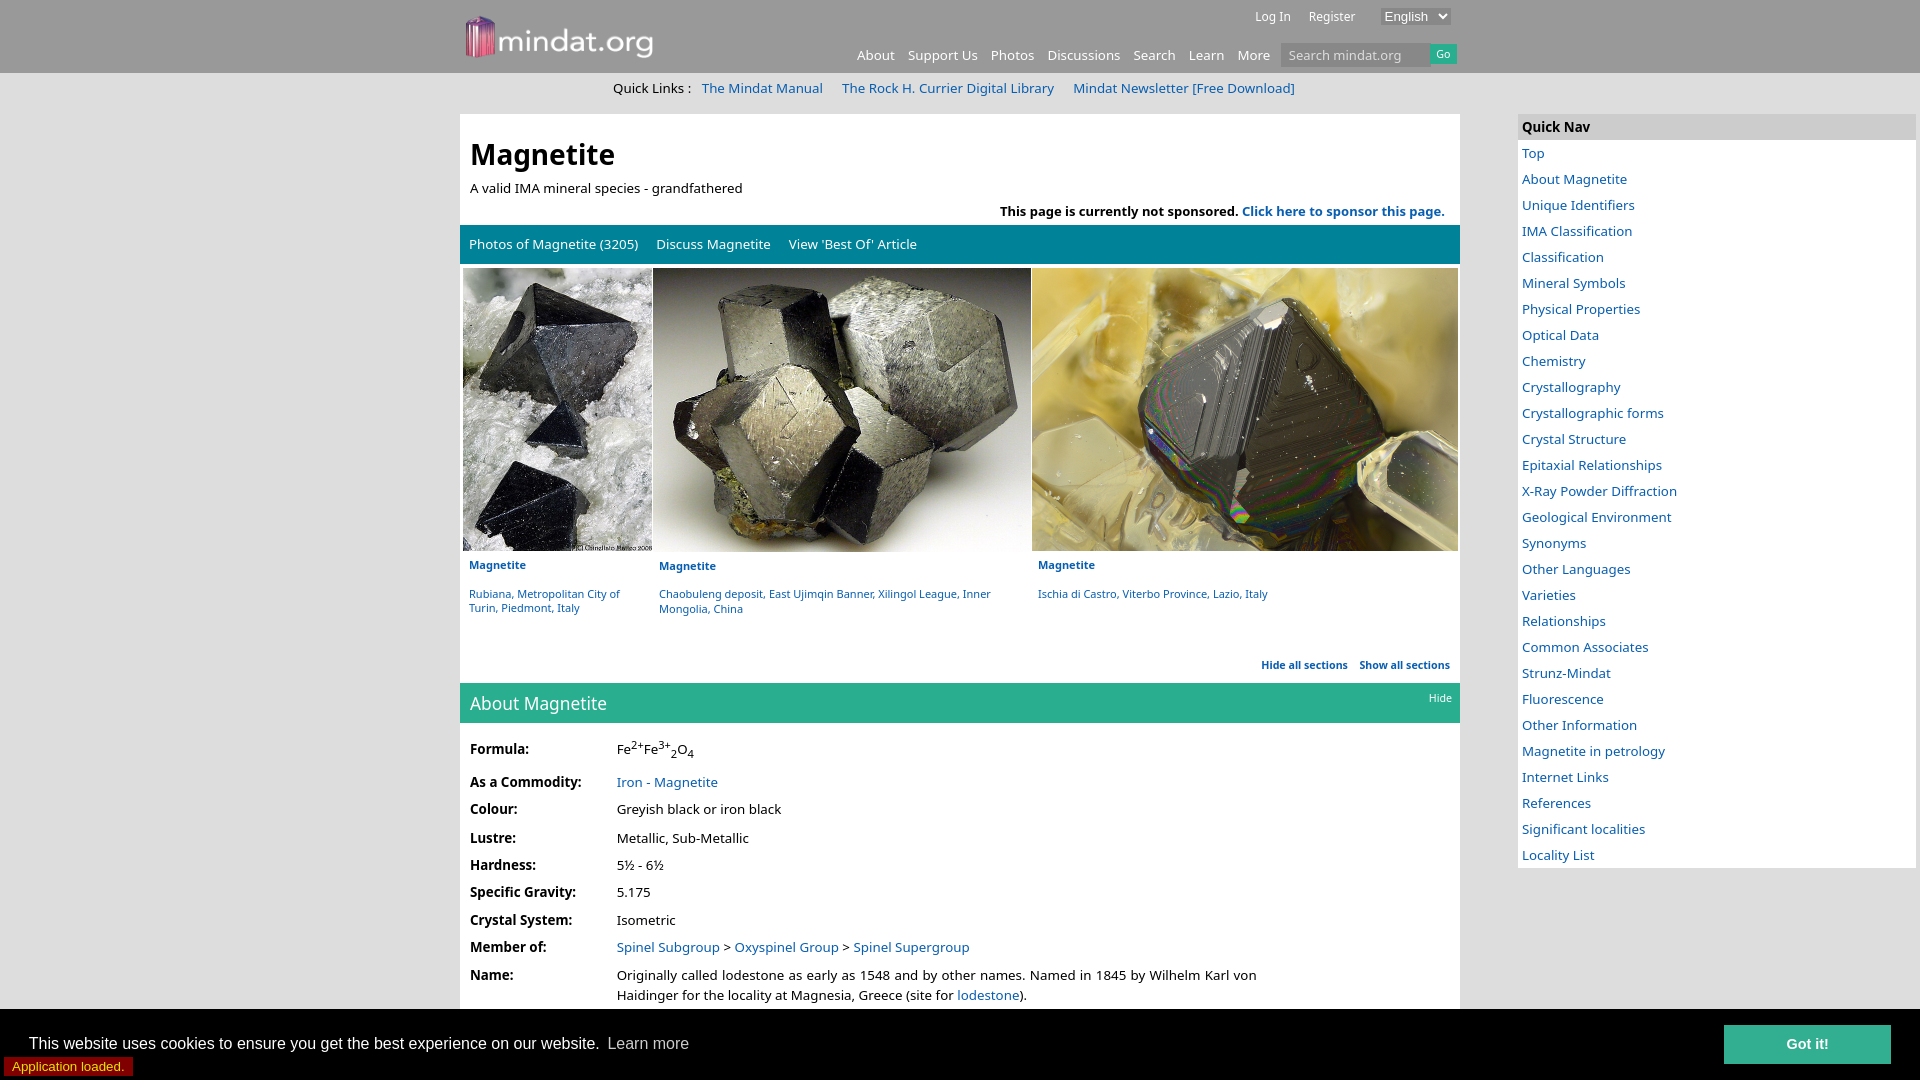 mindat.org
Log In Register English
About Support Us Photos Discussions Search Learn More Search mindat.org Go
Quick Links : The Mindat Manual The Rock H. Currier Digital Library Mindat Newsletter [Free Download]
Magnetite
A valid IMA mineral species - grandfathered
This page is currently not sponsored. Click here to sponsor this page.
Photos of Magnetite (3205) Discuss Magnetite View 'Best Of' Article
Magnetite
Rubiana, Metropolitan City of
Turin, Piedmont, Italy
Magnetite
Chaobuleng deposit, East Ujimqin Banner, Xilingol League, Inner
Mongolia, China
Magnetite
Ischia di Castro, Viterbo Province, Lazio, Italy
Hide all sections Show all sections
About Magnetite Hide
Formula: Fe2+Fe3+2O4
As a Commodity: Iron - Magnetite
Colour: Greyish black or iron black
Lustre: Metallic, Sub-Metallic
Hardness: 5½ - 6½
Specific Gravity: 5.175
Crystal System: Isometric
Member of: Spinel Subgroup > Oxyspinel Group > Spinel Supergroup
Name: Originally called lodestone as early as 1548 and by other names. Named in 1845 by Wilhelm Karl von
Haidinger for the locality at Magnesia, Greece (site for lodestone).
Quick Nav
Top
About Magnetite
Unique Identifiers
IMA Classification
Classification
Mineral Symbols
Physical Properties
Optical Data
Chemistry
Crystallography
Crystallographic forms
Crystal Structure
Epitaxial Relationships
X-Ray Powder Diffraction
Geological Environment
Synonyms
Other Languages
Varieties
Relationships
Common Associates
Strunz-Mindat
Fluorescence
Other Information
Magnetite in petrology
Internet Links
References
Significant localities
Locality List
This website uses cookies to ensure you get the best experience on our website. Learn more
Got it!
Application loaded.